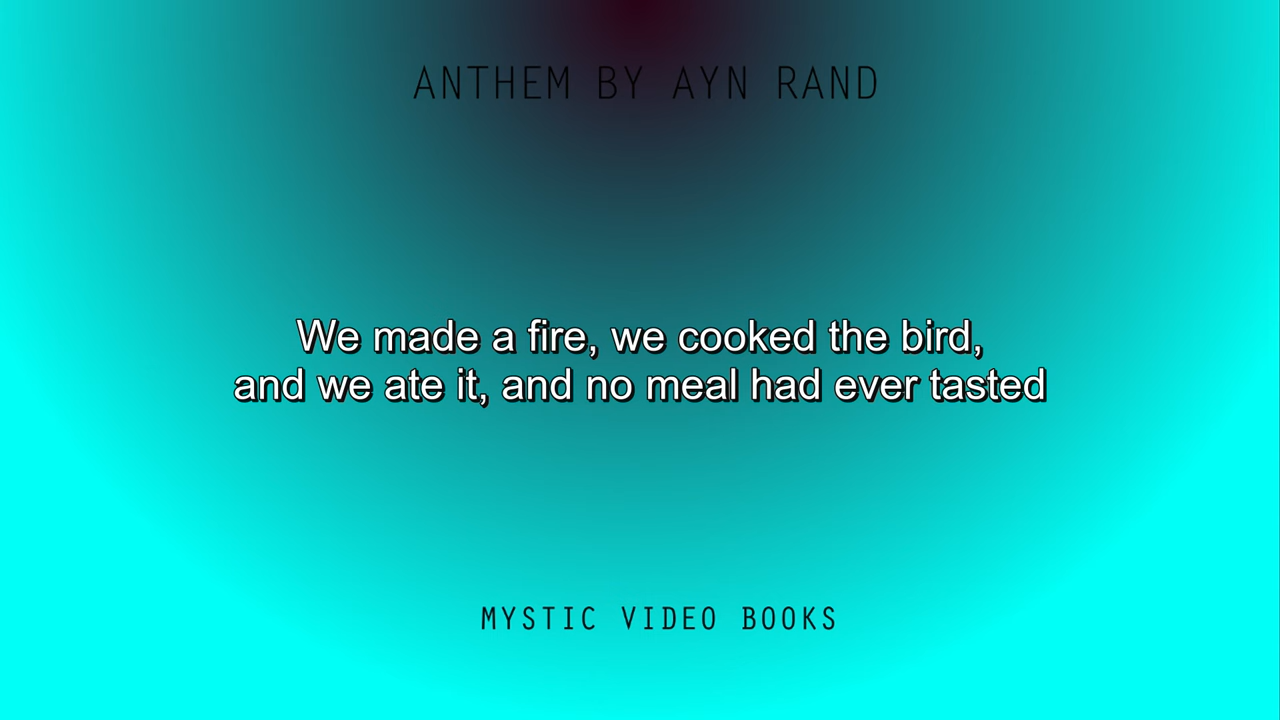 ANTHEM BY AYN RAND
We made a fire, we cooked the bird,
and we ate it, and no meal had ever tasted
MYSTIC VIDEO BOOKS